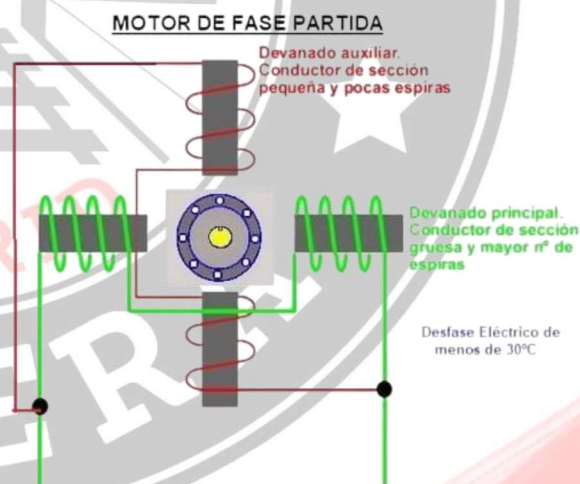 MOTOR DE FASE PARTIDA
Devanado auxiliar.
Conductor de sección
pequeña y pocas espiras
Devanado principal.
Conductor de sección
gruesa y mayor nº de
espiras
Desfase Eléctrico de
menos de 30ºC